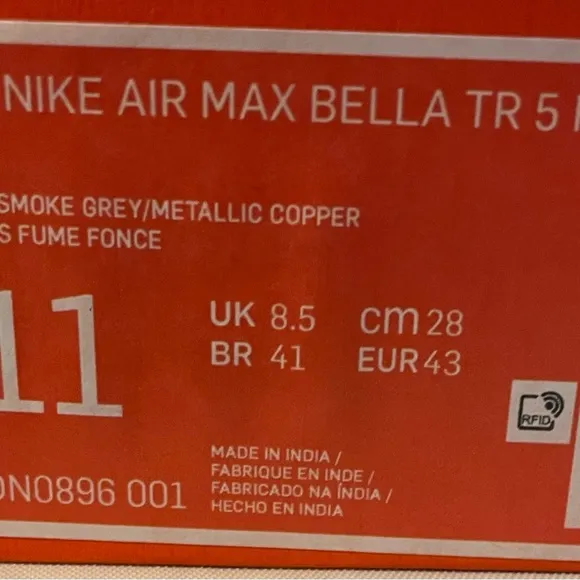 NIKE AIR MAX BELLA TR 5
SMOKE GREY/METALLIC COPPER
S FUME FONCE
11
UK 8.5 cm 28
BR 41 EUR 43
RFID
MADE IN INDIA /
FABRIQUE EN INDE /
FABRICADO NA ÍNDIA /
HECHO EN INDIA
DN0896 001